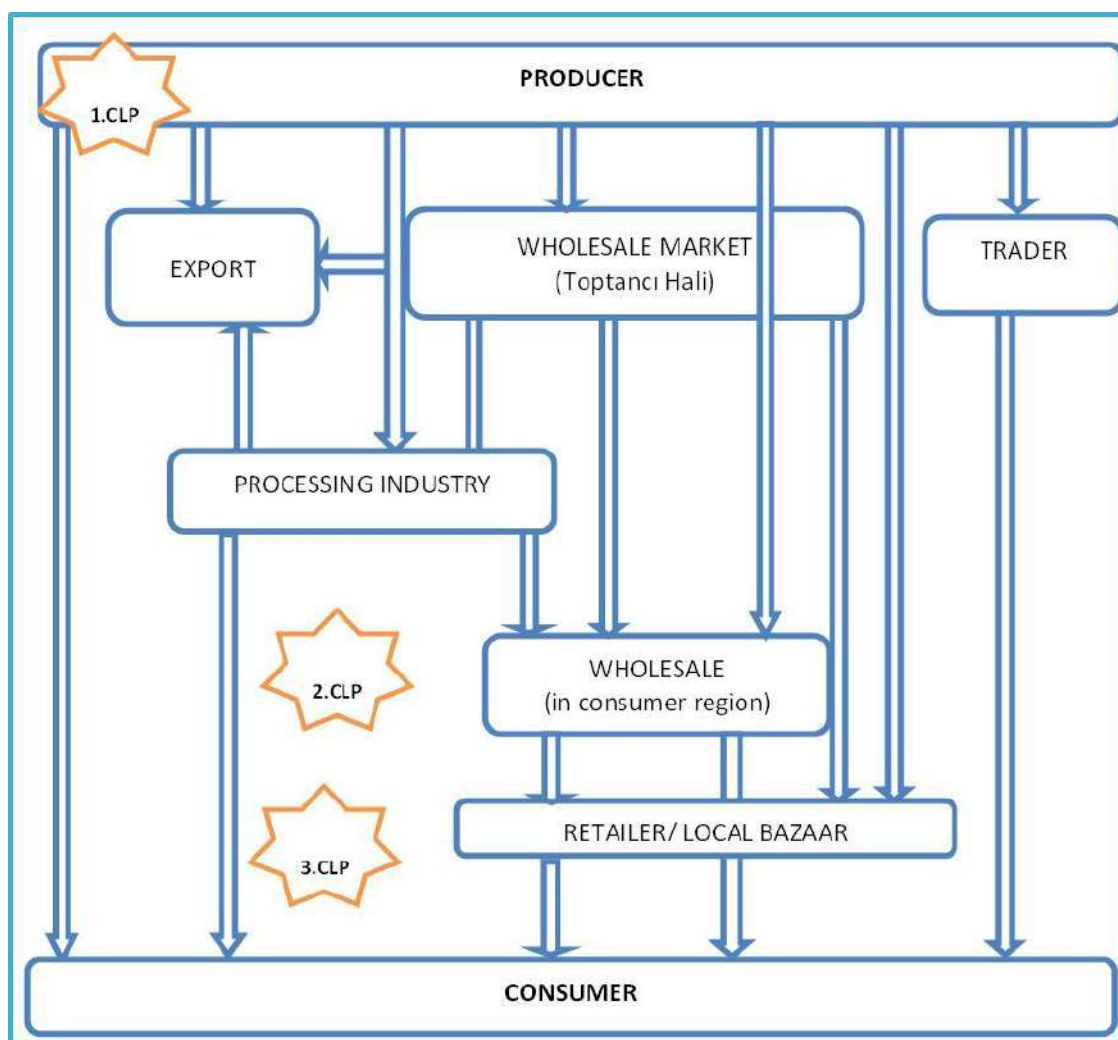 PRODUCER
1.CLP
EXPORT
WHOLESALE MARKET
(Toptancı Hali)
TRADER
PROCESSING INDUSTRY
WHOLESALE
(in consumer region)
2.CLP
RETAILER/ LOCAL BAZAAR
3.CLP
CONSUMER